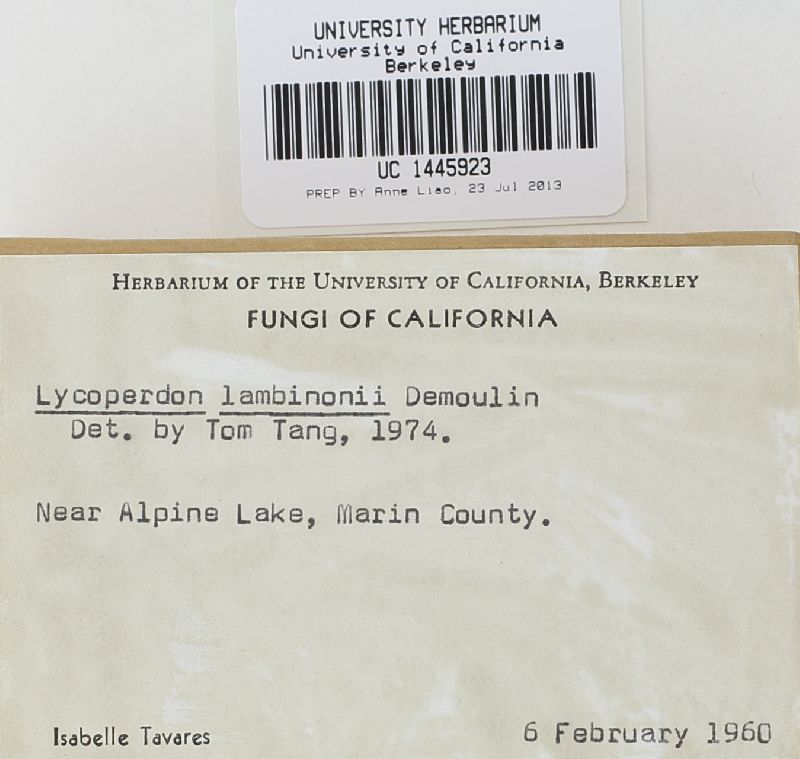 UNIVERSITY HERBARIUM
University of California
Berkeley
UC 1445923
PREP BY Anne Liao, 23 Jul 2013
HERBARIUM OF THE UNIVERSITY OF CALIFORNIA, BERKELEY
FUNGI OF CALIFORNIA
Lycoperdon lambinonii Demoulin
Det. by Tom Tang, 1974.
Near Alpine Lake, Marin County.
Isabelle Tavares 6 February 1960